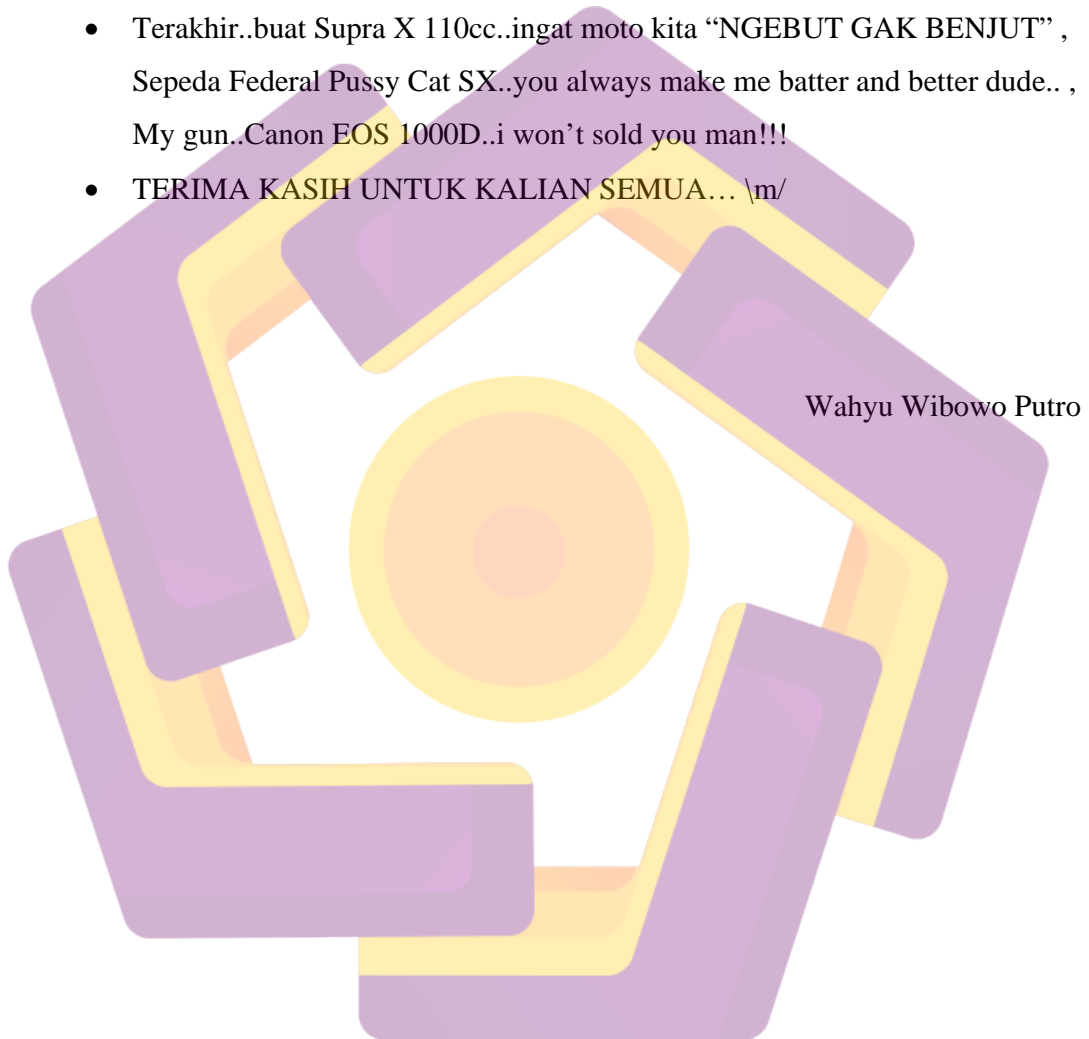 • Terakhir..buat Supra X 110cc..ingat moto kita “NGEBUT GAK BENJUT” ,
Sepeda Federal Pussy Cat SX..you always make me batter and better dude.. ,
My gun..Canon EOS 1000D..i won’t sold you man!!!
• TERIMA KASIH UNTUK KALIAN SEMUA… \m/
Wahyu Wibowo Putro